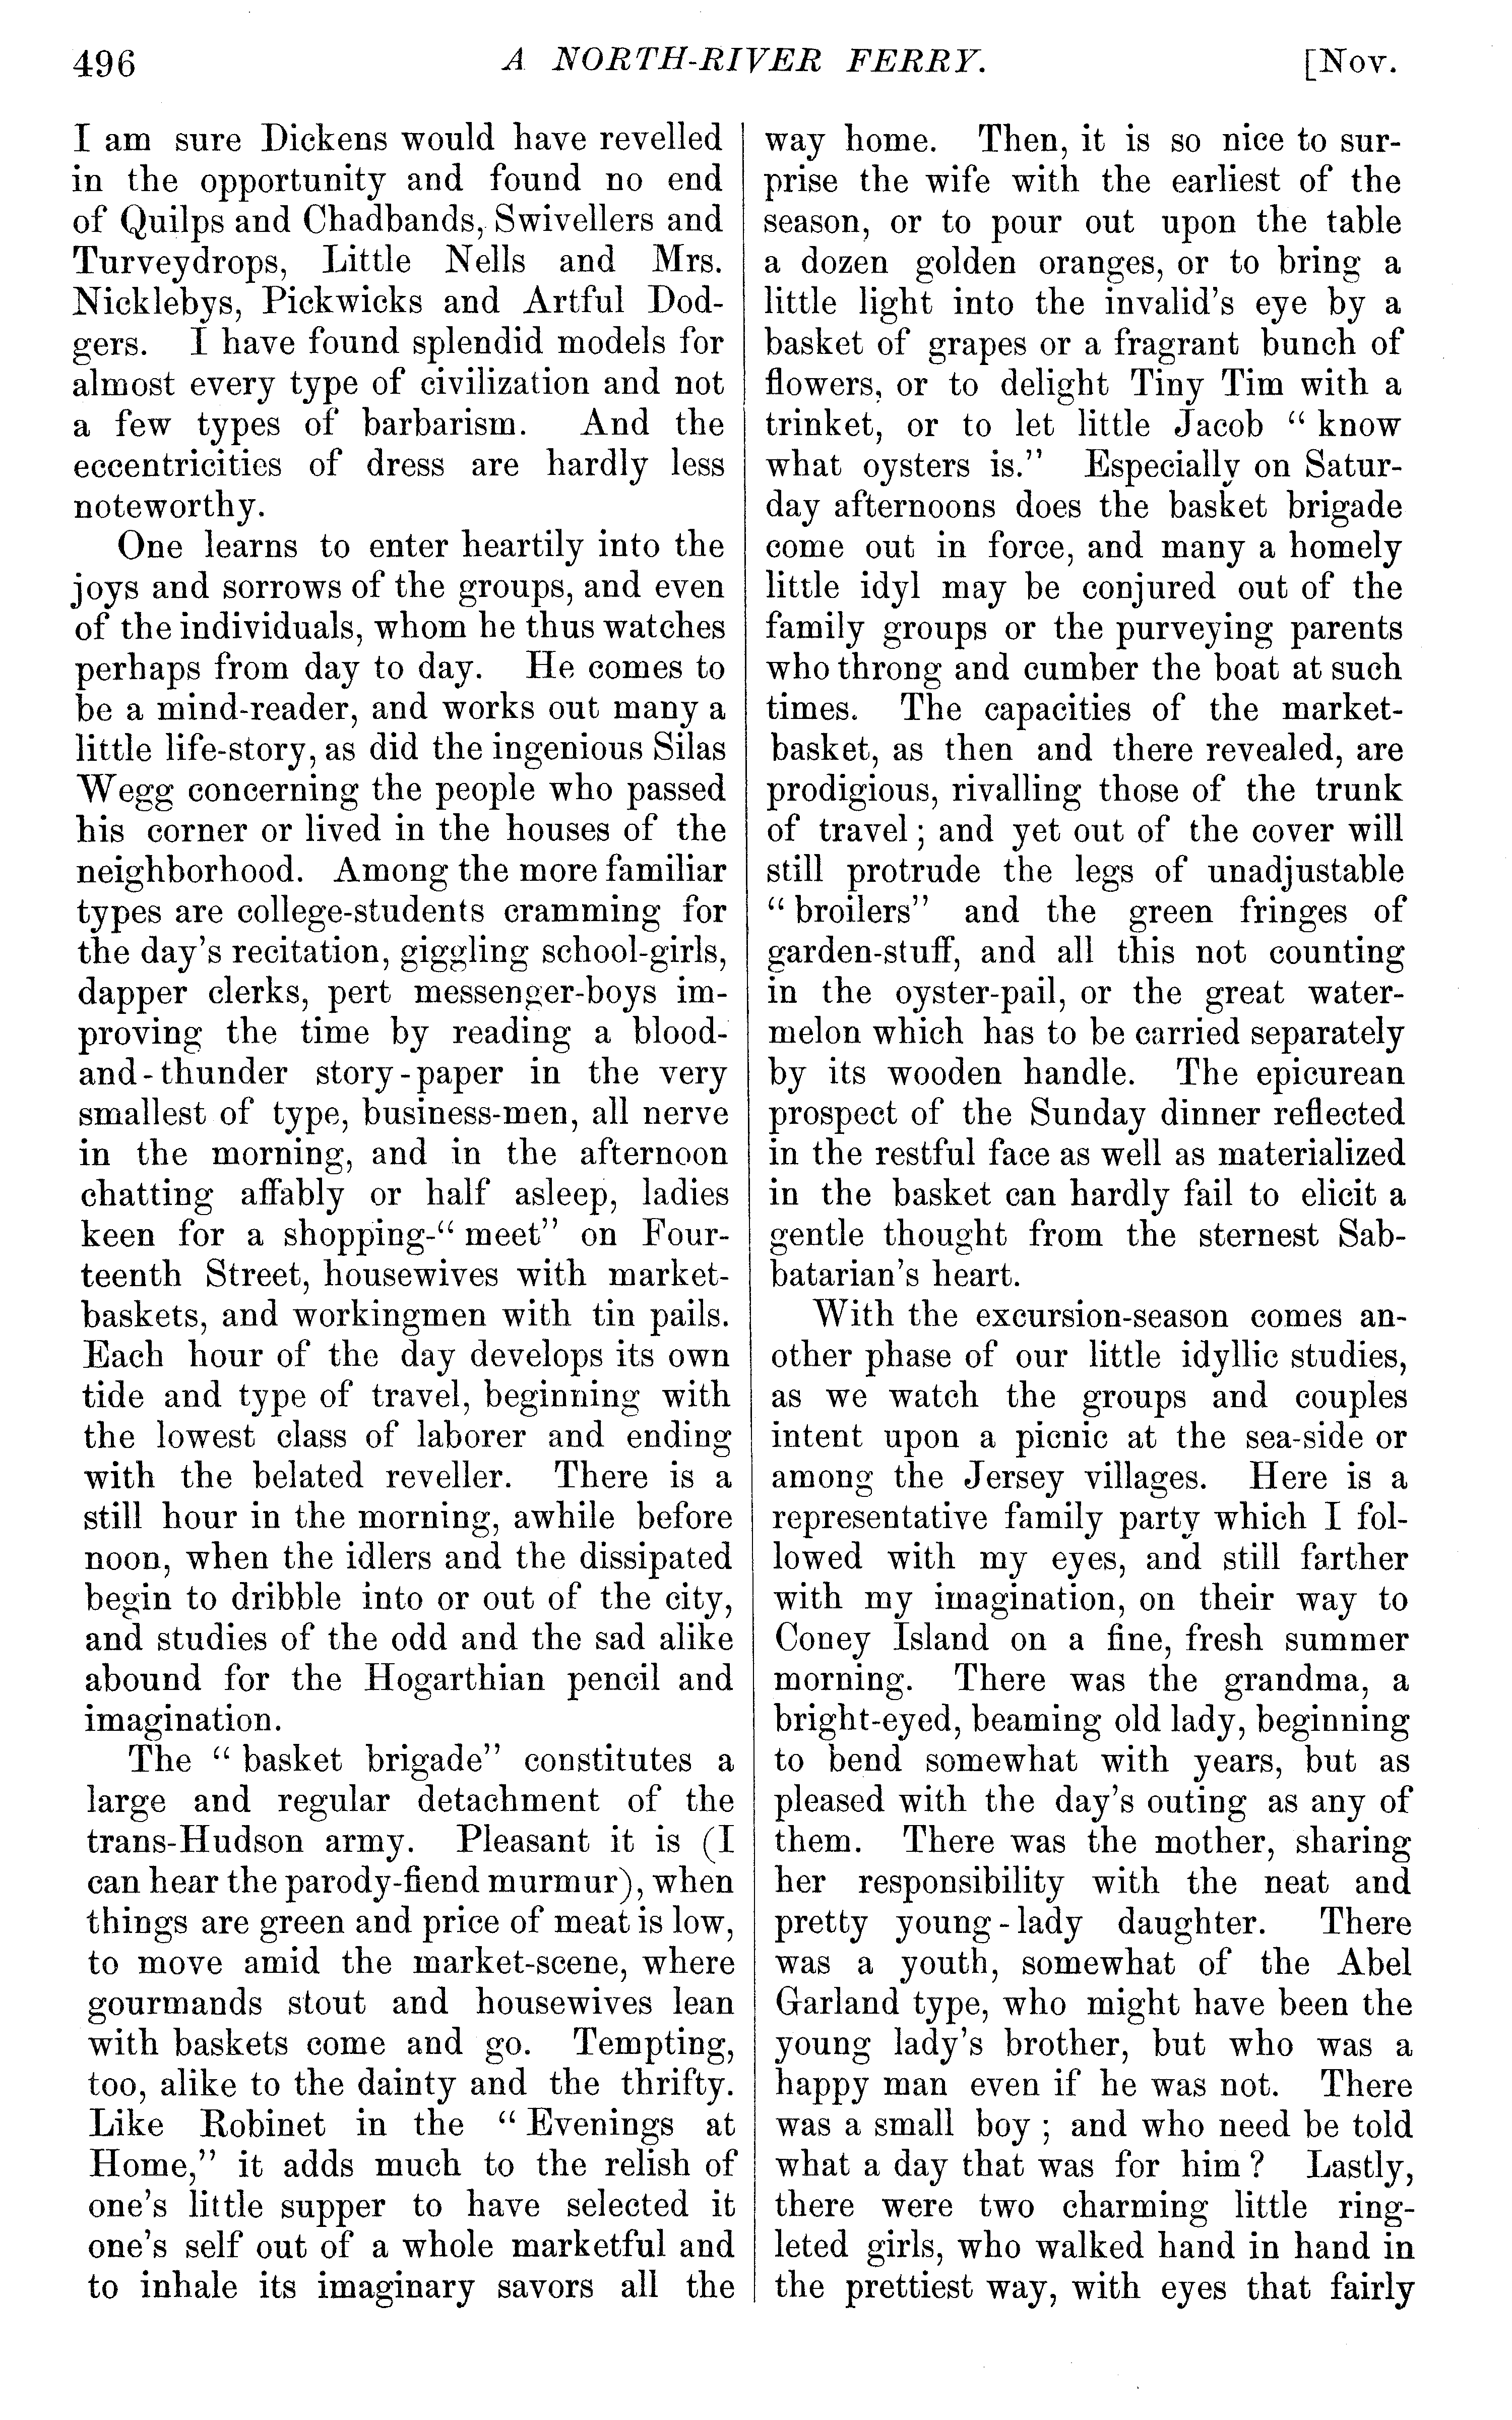 496
A NORTH-RIVER FERRY.
[Nov.
I am sure Dickens would have revelled
in the opportunity and found no end
of Quilps and Chadbands, Swivellers and
Turveydrops, Little Nells and Mrs.
Nicklebys, Pickwicks and Artful Dod-
gers. I have found splendid models for
almost every type of civilization and not
a few types of barbarism. And the
eccentricities of dress are hardly less
noteworthy.
One learns to enter heartily into the
joys and sorrows of the groups, and even
of the individuals, whom he thus watches
perhaps from day to day. He comes to
be a mind-reader, and works out many a
little life-story, as did the ingenious Silas
Wegg concerning the people who passed
his corner or lived in the houses of the
neighborhood. Among the more familiar
types are college-students cramming for
the day's recitation, giggling school-girls,
dapper clerks, pert messenger-boys im-
proving the time by reading a blood-
and-thunder story-paper in the very
smallest of type, business-men, all nerve
in the morning, and in the afternoon
chatting affably or half asleep, ladies
keen for a shopping-" meet" on Four-
teenth Street, housewives with market-
baskets, and workingmen with tin pails.
Each hour of the day develops its own
tide and type of travel, beginning with
the lowest class of laborer and ending
with the belated reveller. There is a
still hour in the morning, awhile before
noon, when the idlers and the dissipated
begin to dribble into or out of the city,
and studies of the odd and the sad alike
abound for the Hogarthian pencil and
imagination.
The " basket brigade" constitutes a
large and regular detachment of the
trans-Hudson army. Pleasant it is (I
can hear the parody-fiend murmur), when
things are green and price of meat is low,
to move amid the market-scene, where
gourmands stout and housewives lean
with baskets come and go. Tempting,
too, alike to the dainty and the thrifty.
Like Robinet in the " Evenings at
Home," it adds much to the relish of
one's little supper to have selected it
one's self out of a whole marketful and
to inhale its imaginary savors all the
way home. Then, it is so nice to sur-
prise the wife with the earliest of the
season, or to pour out upon the table
a dozen golden oranges, or to bring a
little light into the invalid's eye by a
basket of grapes or a fragrant bunch of
flowers, or to delight Tiny Tim with a
trinket, or to let little Jacob " know
what oysters is." Especially on Satur-
day afternoons does the basket brigade
come out in force, and many a homely
little idyl may be conjured out of the
family groups or the purveying parents
who throng and cumber the boat at such
times. The capacities of the market-
basket, as then and there revealed, are
prodigious, rivalling those of the trunk
of travel ; and yet out of the cover will
still protrude the legs of unadjustable
" broilers" and the green fringes of
garden-stuff, and all this not counting
in the oyster-pail, or the great water-
melon which has to be carried separately
by its wooden handle. The epicurean
prospect of the Sunday dinner reflected
in the restful face as well as materialized
in the basket can hardly fail to elicit a
gentle thought from the sternest Sab-
batarian's heart.
With the excursion-season comes an-
other phase of our little idyllic studies,
as we watch the groups and couples
intent upon a picnic at the sea-side or
among the Jersey villages. Here is a
representative family party which I fol-
lowed with my eyes, and still farther
with my imagination, on their way to
Coney Island on a fine, fresh summer
morning. There was the grandma, a
bright-eyed, beaming old lady, beginning
to bend somewhat with years, but as
pleased with the day's outing as any of
them. There was the mother, sharing
her responsibility with the neat and
pretty young-lady daughter. There
was a youth, somewhat of the Abel
Garland type, who might have been the
young lady's brother, but who was a
happy man even if he was not. There
was a small boy ; and who need be told
what a day that was for him ? Lastly,
there were two charming little ring-
leted girls, who walked hand in hand in
the prettiest way, with eyes that fairly